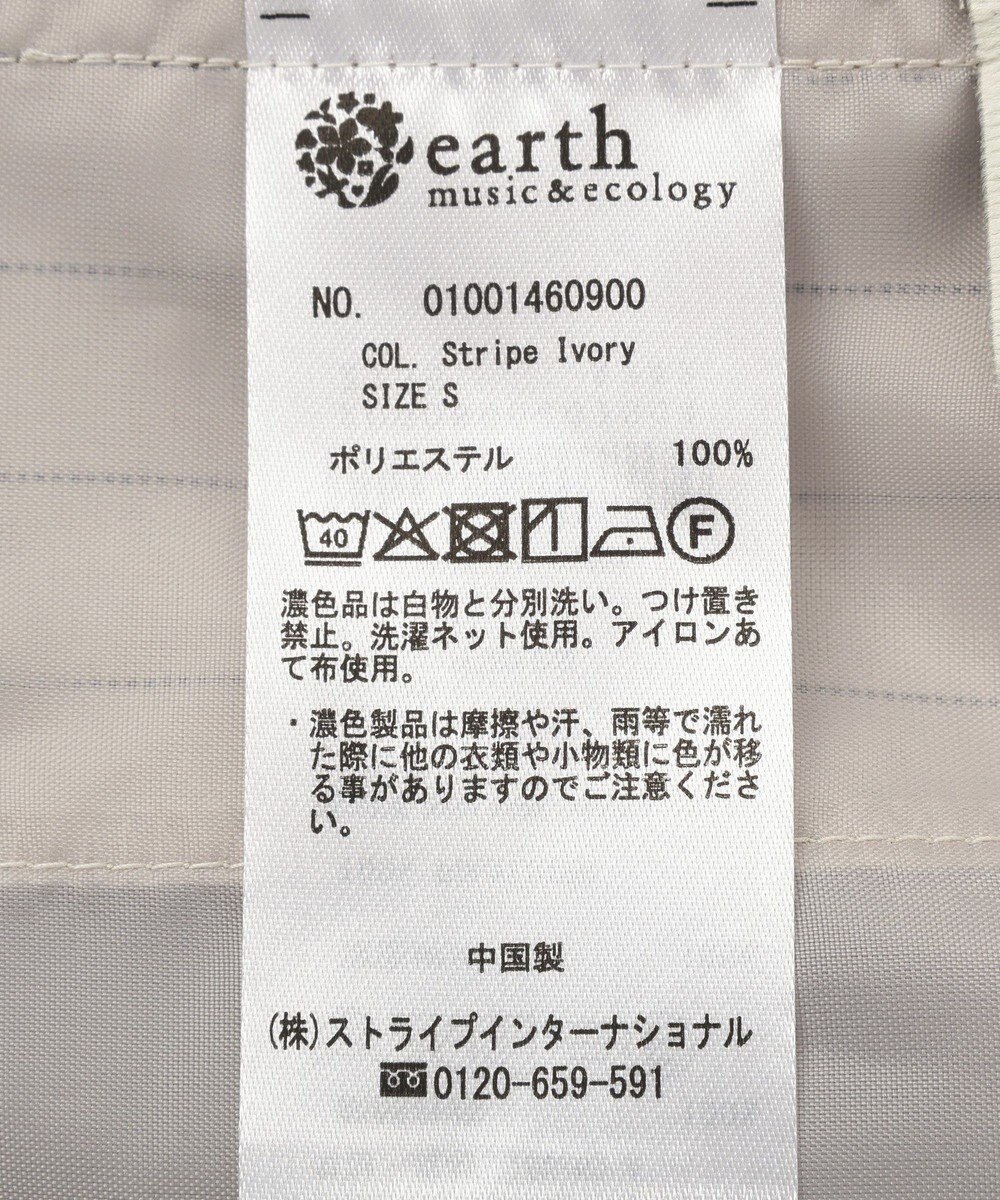 earth
music&ecology
NO. 01001460900
COL. Stripe Ivory
SIZE S
ポリエステル 100%
40 F
濃色品は白物と分別洗い。つけ置き
禁止。洗濯ネット使用。アイロンあ
て布使用。
・濃色製品は摩擦や汗、雨等で濡れ
た際に他の衣類や小物類に色が移
る事がありますのでご注意くださ
い。
中国製
(株)ストライプインターナショナル
0120-659-591